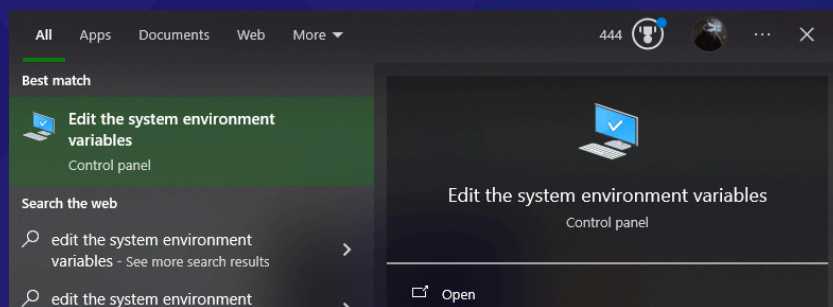 All Apps Documents Web More 444 ...
Best match
Edit the system environment
variables
Control panel
Search the web
edit the system environment
variables - See more search results
edit the system environment
Edit the system environment variables
Control panel
Open